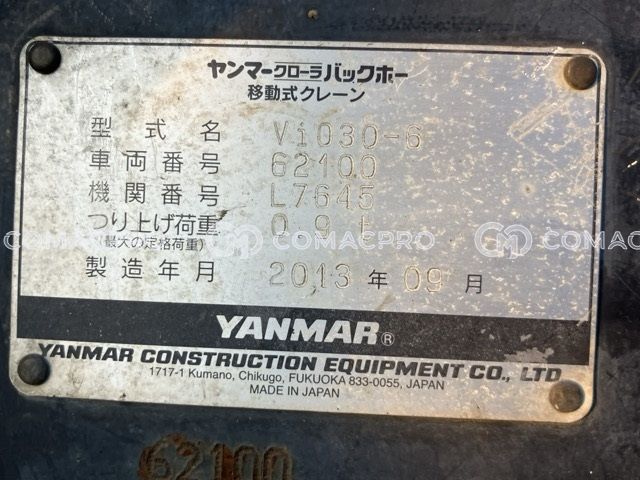 ヤンマークローラバックホー
移動式クレーン
型式名 ViO30-6
車両番号 62100
機関番号 L7645
つり上げ荷重 0.9 t
(最大の定格荷重)
COMACPRO COMACPRO
製造年月 2013年09月
YANMAR®
YANMAR CONSTRUCTION EQUIPMENT CO., LTD
1717-1 Kumano, Chikugo, FUKUOKA 833-0055, JAPAN
MADE IN JAPAN
62100